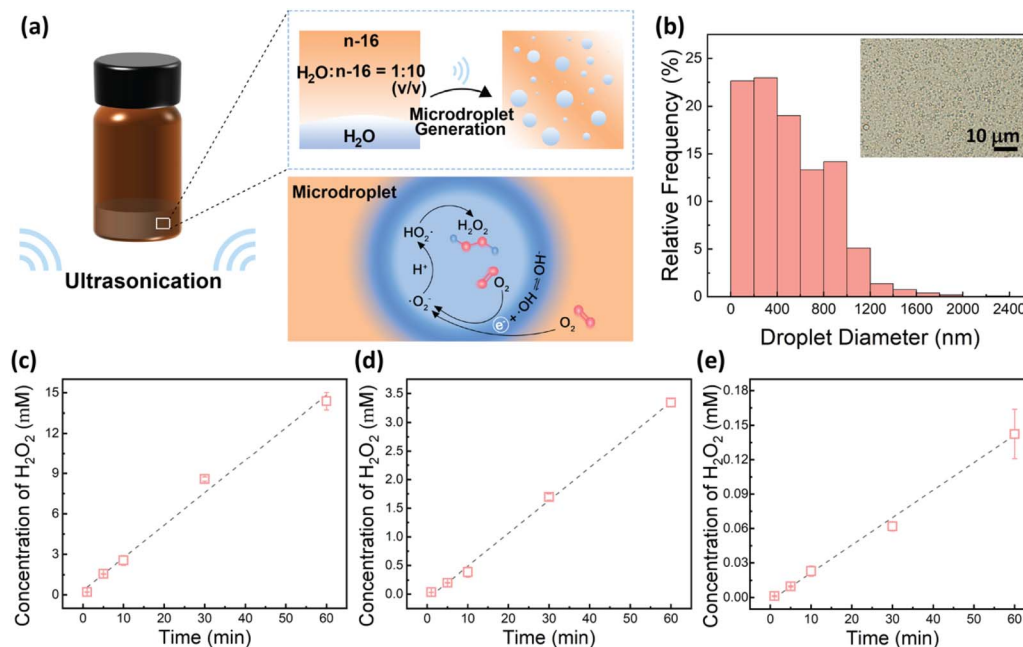 (a)
n-16
H₂O:n-16 = 1:10
(v/v)
Microdroplet
Generation
H₂O
Ultrasonication
Microdroplet
HO₂·
H₂O₂
H⁺
O₂
·O₂⁻
e⁻ + ·OH ⇌ OH⁻
O₂
(b)
Relative Frequency (%)
25
20
15
10
5
0
10 μm
0 400 800 1200 1600 2000 2400
Droplet Diameter (nm)
(c)
Concentration of H₂O₂ (mM)
15
12
9
6
3
0
0 10 20 30 40 50 60
Time (min)
(d)
Concentration of H₂O₂ (mM)
3.5
3.0
2.5
2.0
1.5
1.0
0.5
0.0
0 10 20 30 40 50 60
Time (min)
(e)
Concentration of H₂O₂ (mM)
0.18
0.15
0.12
0.09
0.06
0.03
0.00
0 10 20 30 40 50 60
Time (min)